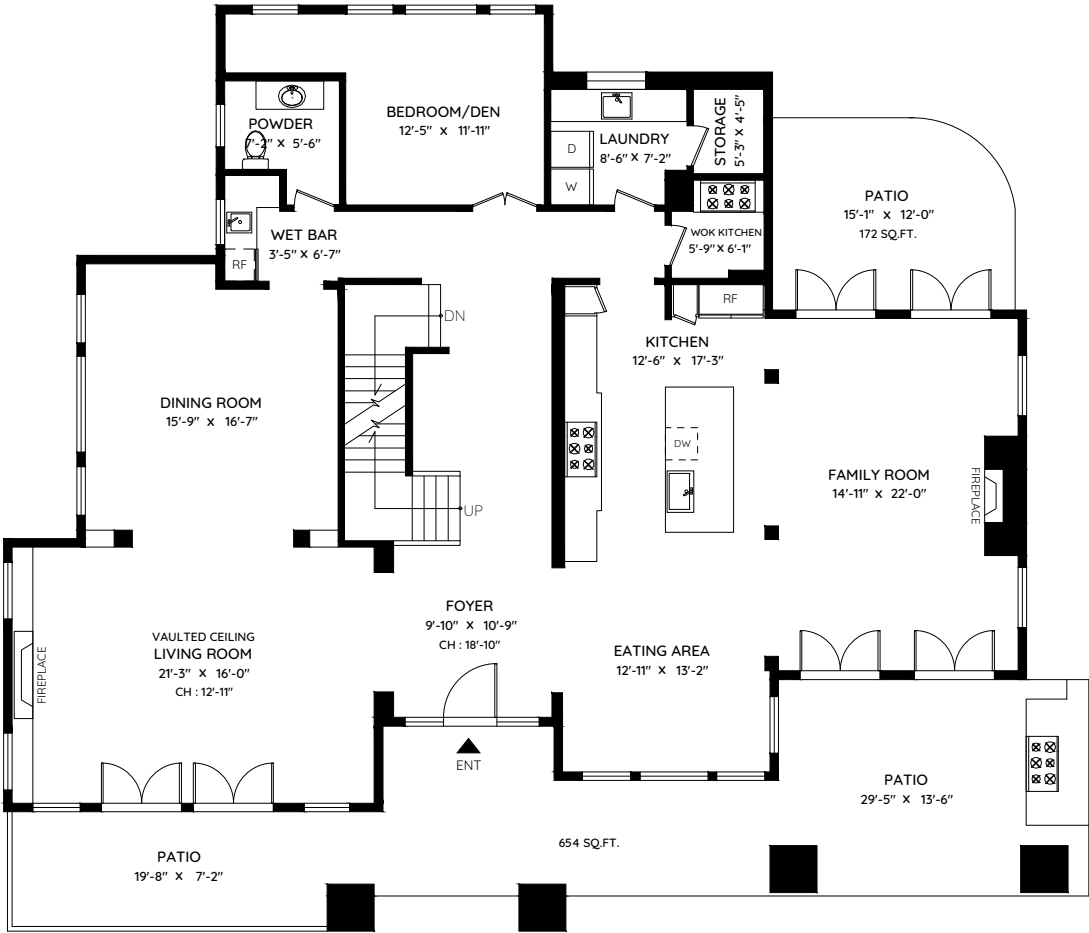 BEDROOM/DEN
12'-5" x 11'-11"
POWDER
7'-2" x 5'-6"
LAUNDRY
8'-6" x 7'-2"
D
W
STORAGE
5'-3" x 4'-5"
PATIO
15'-1" x 12'-0"
172 SQ.FT.
WET BAR
3'-5" x 6'-7"
RF
WOK KITCHEN
5'-9" x 6'-1"
RF
DN
KITCHEN
12'-6" x 17'-3"
DINING ROOM
15'-9" x 16'-7"
DW
FAMILY ROOM
14'-11" x 22'-0"
FIREPLACE
UP
FOYER
9'-10" x 10'-9"
CH : 18'-10"
VAULTED CEILING
LIVING ROOM
21'-3" x 16'-0"
CH : 12'-11"
FIREPLACE
EATING AREA
12'-11" x 13'-2"
ENT
PATIO
29'-5" x 13'-6"
654 SQ.FT.
PATIO
19'-8" x 7'-2"